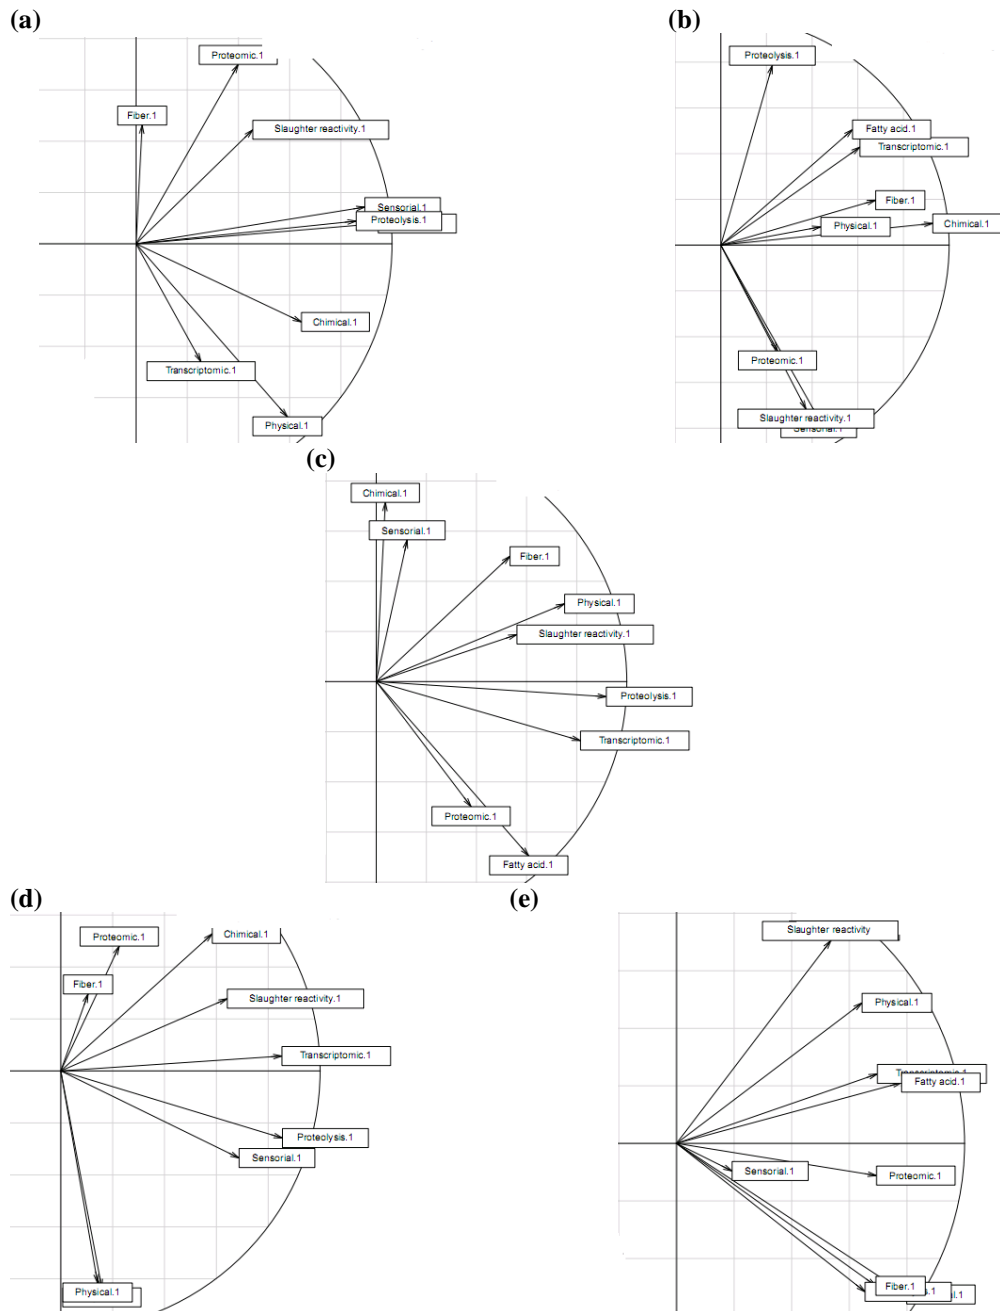 (a)
Proteomic.1
Fiber.1
Slaughter reactivity.1
Sensorial.1
Proteolysis.1
Chimical.1
Transcriptomic.1
Physical.1
(b)
Proteolysis.1
Fatty acid.1
Transcriptomic.1
Fiber.1
Physical.1
Chimical.1
Proteomic.1
Slaughter reactivity.1
Sensorial.1
(c)
Chimical.1
Sensorial.1
Fiber.1
Physical.1
Slaughter reactivity.1
Proteolysis.1
Transcriptomic.1
Proteomic.1
Fatty acid.1
(d)
Proteomic.1
Chimical.1
Fiber.1
Slaughter reactivity.1
Transcriptomic.1
Proteolysis.1
Sensorial.1
Physical.1
(e)
Slaughter reactivity
Physical.1
Transcriptomic.1
Fatty acid.1
Sensorial.1
Proteomic.1
Fiber.1